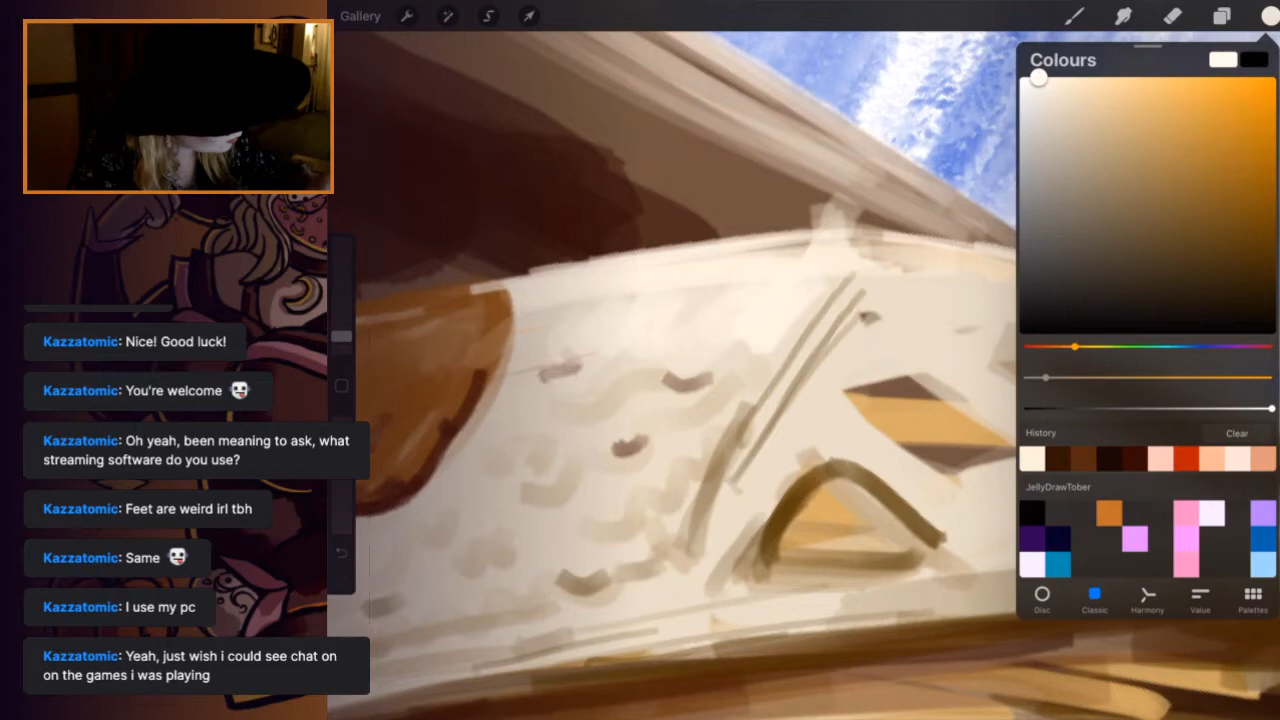 Gallery
Colours
Kazzatomic: Nice! Good luck!
Kazzatomic: You're welcome
Kazzatomic: Oh yeah, been meaning to ask, what
streaming software do you use?
Kazzatomic: Feet are weird irl tbh
Kazzatomic: Same
Kazzatomic: I use my pc
Kazzatomic: Yeah, just wish i could see chat on
on the games i was playing
History
Clear
JellyDrawTober
Disc
Classic
Harmony
Value
Palettes